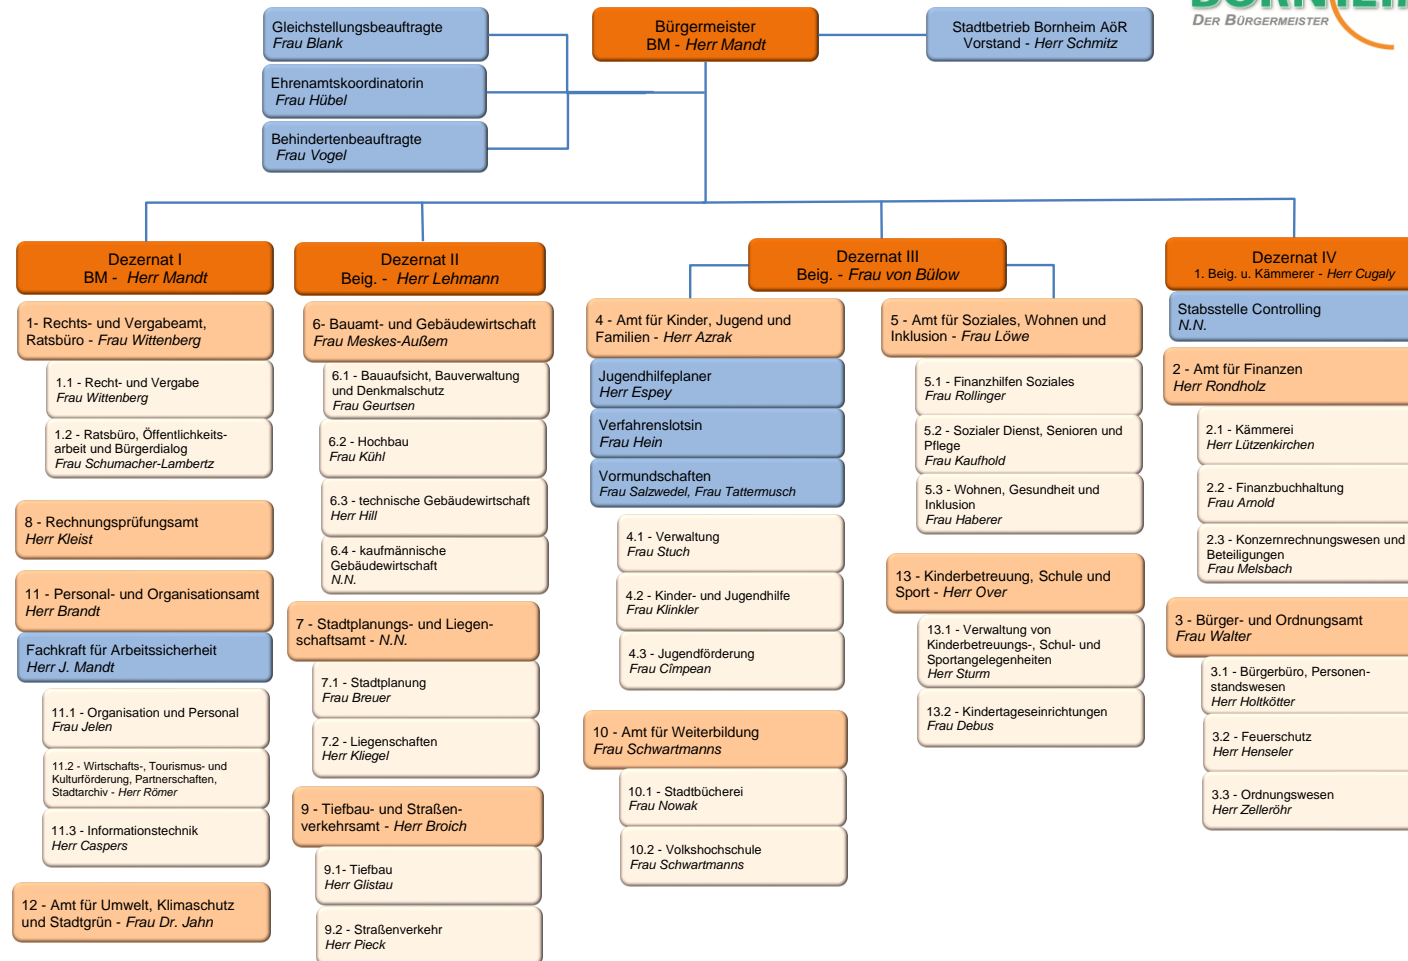 BORNHEIM
DER BÜRGERMEISTER
Gleichstellungsbeauftragte
Frau Blank
Bürgermeister
BM - Herr Mandt
Stadtbetrieb Bornheim AöR
Vorstand - Herr Schmitz
Ehrenamtskoordinatorin
Frau Hübel
Behindertenbeauftragte
Frau Vogel
Dezernat I
BM - Herr Mandt
1- Rechts- und Vergabeamt,
Ratsbüro - Frau Wittenberg
1.1 - Recht- und Vergabe
Frau Wittenberg
1.2 - Ratsbüro, Öffentlichkeits-
arbeit und Bürgerdialog
Frau Schumacher-Lambertz
8 - Rechnungsprüfungsamt
Herr Kleist
11 - Personal- und Organisationsamt
Herr Brandt
Fachkraft für Arbeitssicherheit
Herr J. Mandt
11.1 - Organisation und Personal
Frau Jelen
11.2 - Wirtschafts-, Tourismus- und
Kulturförderung, Partnerschaften,
Stadtarchiv - Herr Römer
11.3 - Informationstechnik
Herr Caspers
12 - Amt für Umwelt, Klimaschutz
und Stadtgrün - Frau Dr. Jahn
Dezernat II
Beig. - Herr Lehmann
6- Bauamt- und Gebäudewirtschaft
Frau Meskes-Außem
6.1 - Bauaufsicht, Bauverwaltung
und Denkmalschutz
Frau Geurtsen
6.2 - Hochbau
Frau Kühl
6.3 - technische Gebäudewirtschaft
Herr Hill
6.4 - kaufmännische
Gebäudewirtschaft
N.N.
7 - Stadtplanungs- und Liegen-
schaftsamt - N.N.
7.1 - Stadtplanung
Frau Breuer
7.2 - Liegenschaften
Herr Kliegel
9 - Tiefbau- und Straßen-
verkehrsamt - Herr Broich
9.1- Tiefbau
Herr Glistau
9.2 - Straßenverkehr
Herr Pieck
Dezernat III
Beig. - Frau von Bülow
4 - Amt für Kinder, Jugend und
Familien - Herr Azrak
Jugendhilfeplaner
Herr Espey
Verfahrenslotsin
Frau Hein
Vormundschaften
Frau Salzwedel, Frau Tattermusch
4.1 - Verwaltung
Frau Stuch
4.2 - Kinder- und Jugendhilfe
Frau Klinkler
4.3 - Jugendförderung
Frau Cîmpean
10 - Amt für Weiterbildung
Frau Schwartmanns
10.1 - Stadtbücherei
Frau Nowak
10.2 - Volkshochschule
Frau Schwartmanns
5 - Amt für Soziales, Wohnen und
Inklusion - Frau Löwe
5.1 - Finanzhilfen Soziales
Frau Rollinger
5.2 - Sozialer Dienst, Senioren und
Pflege
Frau Kaufhold
5.3 - Wohnen, Gesundheit und
Inklusion
Frau Haberer
13 - Kinderbetreuung, Schule und
Sport - Herr Over
13.1 - Verwaltung von
Kinderbetreuungs-, Schul- und
Sportangelegenheiten
Herr Sturm
13.2 - Kindertageseinrichtungen
Frau Debus
Dezernat IV
1. Beig. u. Kämmerer - Herr Cugaly
Stabsstelle Controlling
N.N.
2 - Amt für Finanzen
Herr Rondholz
2.1 - Kämmerei
Herr Lützenkirchen
2.2 - Finanzbuchhaltung
Frau Arnold
2.3 - Konzernrechnungswesen und
Beteiligungen
Frau Melsbach
3 - Bürger- und Ordnungsamt
Frau Walter
3.1 - Bürgerbüro, Personen-
standswesen
Herr Holtkötter
3.2 - Feuerschutz
Herr Henseler
3.3 - Ordnungswesen
Herr Zelleröhr